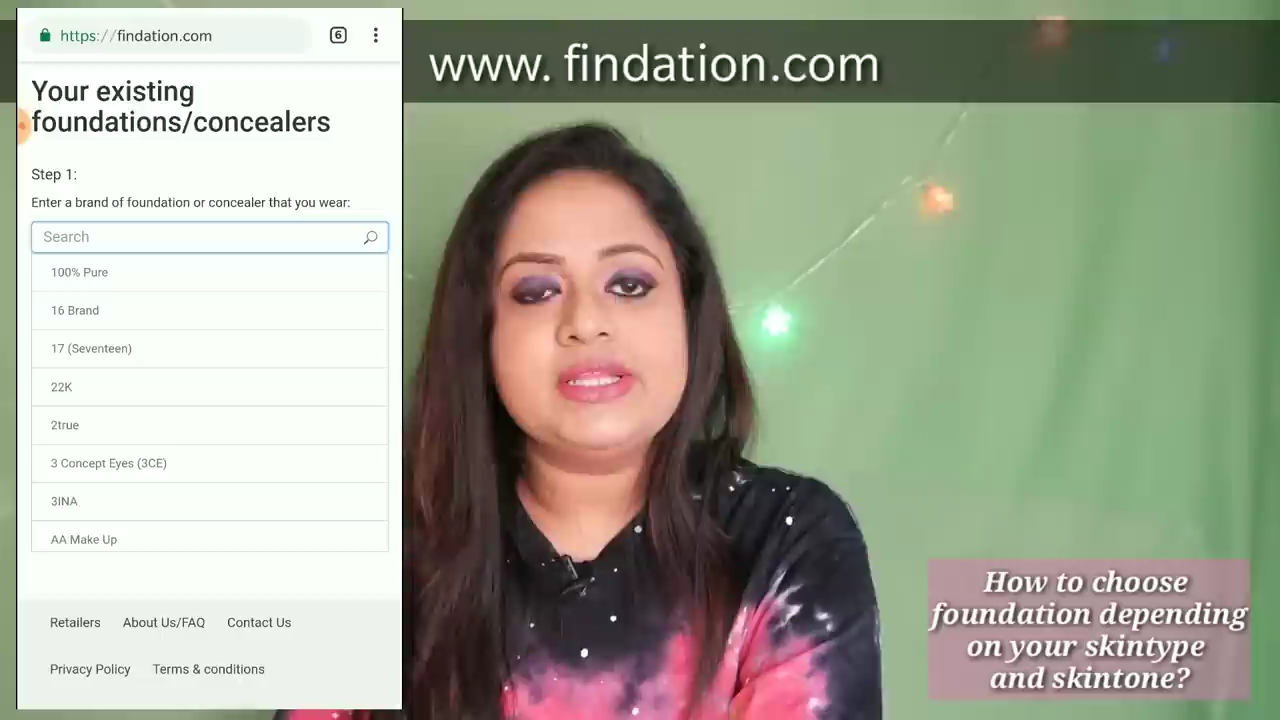 https://findation.com
6
www. findation.com
Your existing
foundations/concealers
Step 1:
Enter a brand of foundation or concealer that you wear:
Search
100% Pure
16 Brand
17 (Seventeen)
22K
2true
3 Concept Eyes (3CE)
3INA
AA Make Up
Retailers About Us/FAQ Contact Us
Privacy Policy Terms & conditions
How to choose
foundation depending
on your skintype
and skintone?